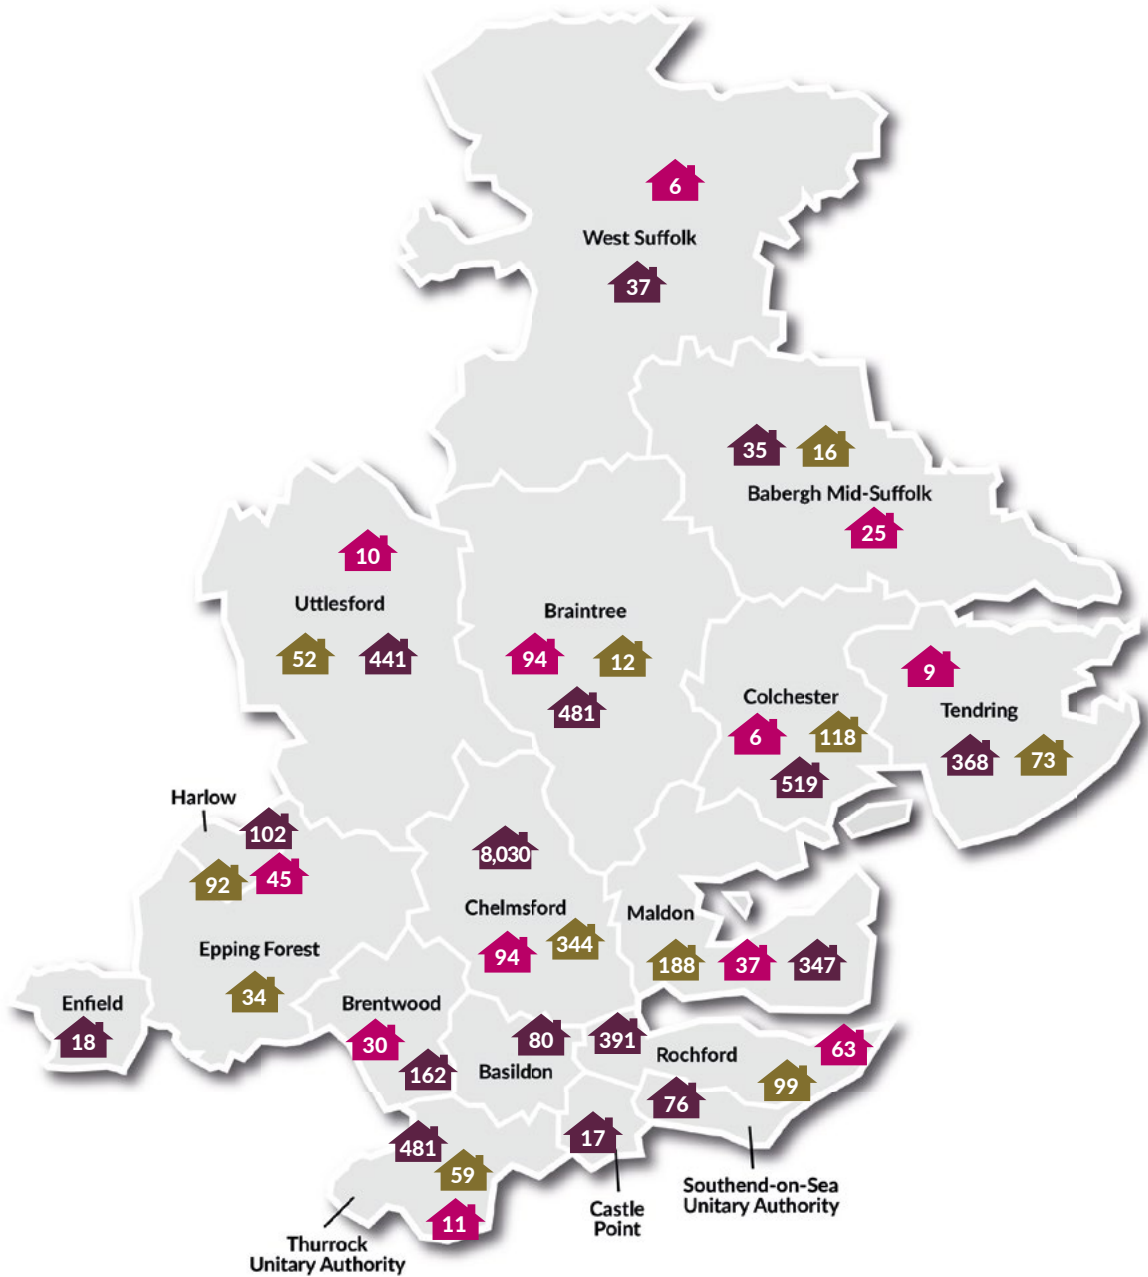 6
West Suffolk
37
35
16
Babergh Mid-Suffolk
25
10
Uttlesford
52
441
Braintree
94
12
481
Colchester
6
118
519
9
Tendring
368
73
Harlow
102
92
45
Epping Forest
34
8,030
Chelmsford
94
344
Maldon
188
37
347
Enfield
18
Brentwood
30
162
80
Basildon
391
Rochford
63
99
76
17
481
59
11
Castle
Point
Southend-on-Sea
Unitary Authority
Thurrock
Unitary Authority